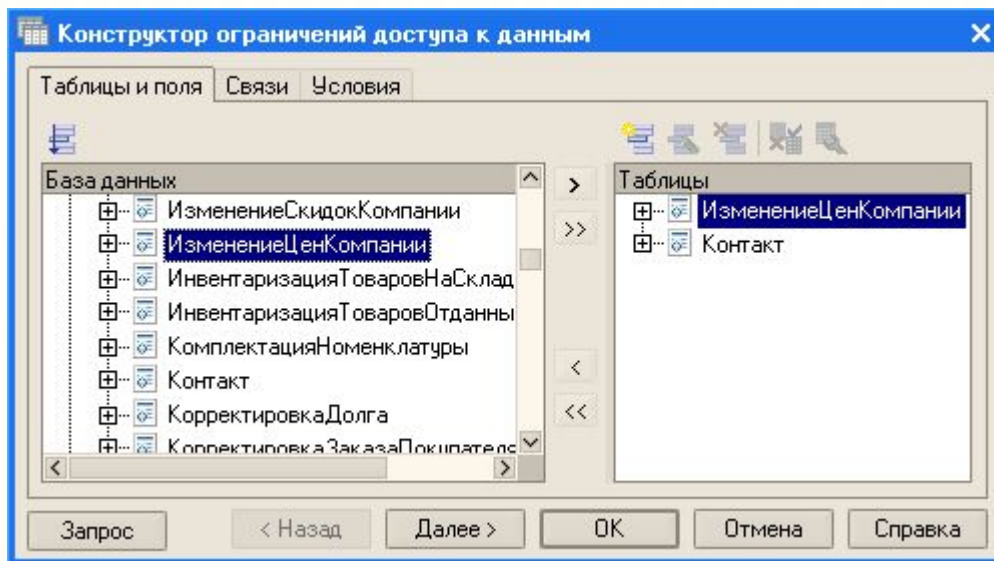 Конструктор ограничений доступа к данным
Таблицы и поля Связи Условия
База данных
ИзменениеСкидокКомпании
ИзменениеЦенКомпании
ИнвентаризацияТоваровНаСклад
ИнвентаризацияТоваровОтданны
КомплектацияНоменклатуры
Контакт
КорректировкаДолга
КорректировкаЗаказаПокупателя
>
>>
<
<<
Таблицы
ИзменениеЦенКомпании
Контакт
Запрос < Назад Далее > OK Отмена Справка